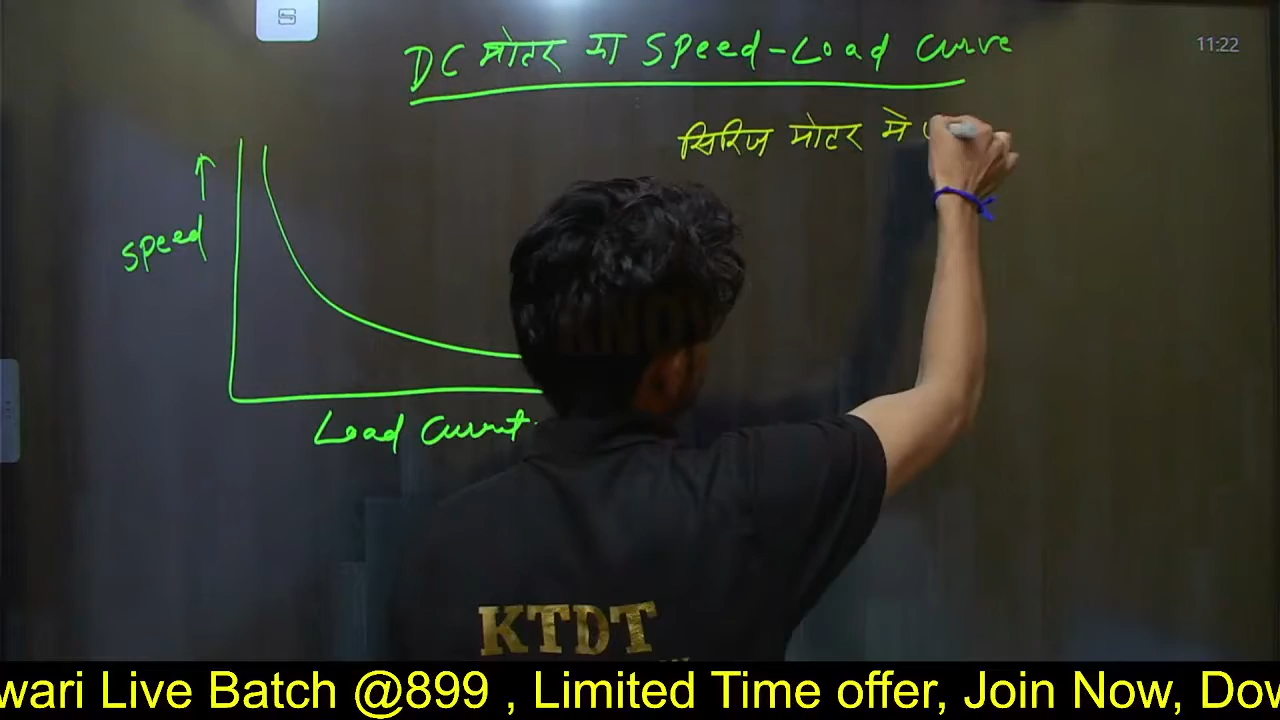 DC मोटर का Speed-Load Curve
11:22
सिरिज मोटर मे
Speed
Load Current
KTDT
wari Live Batch @899 , Limited Time offer, Join Now, Dow